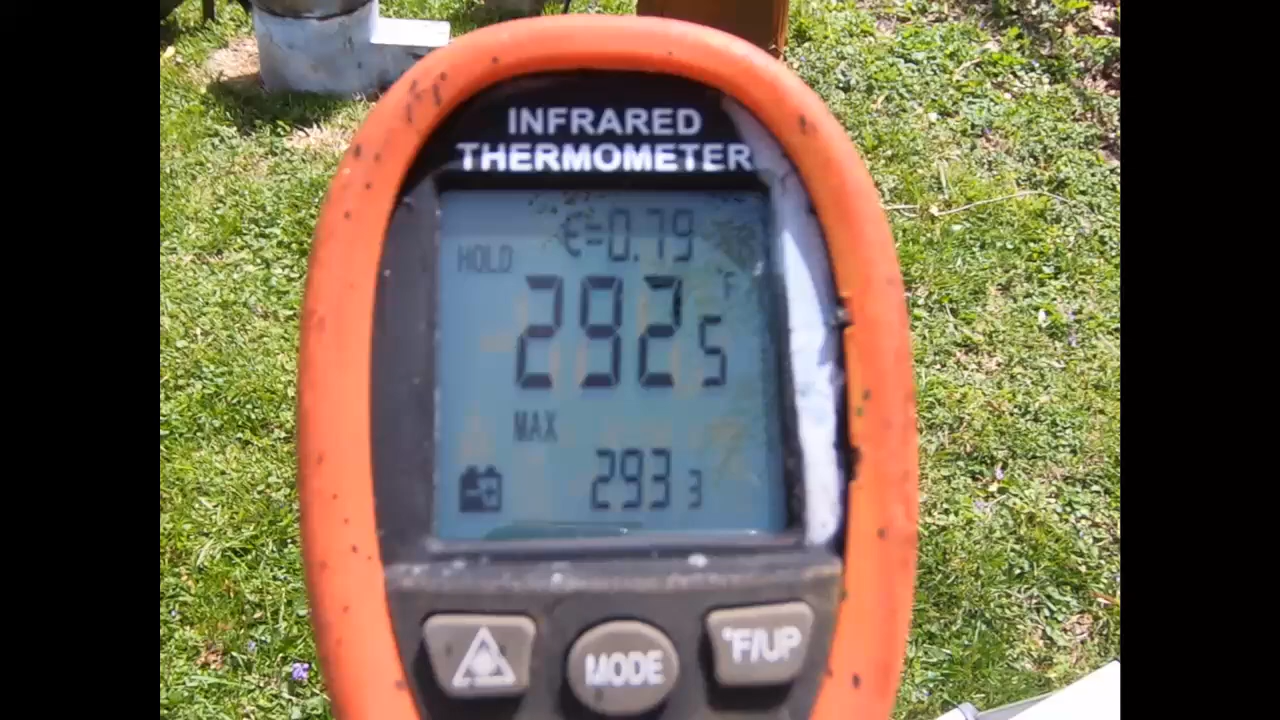 INFRARED
THERMOMETER
ε=0.79
HOLD
292.5 °F
MAX
293.3
MODE
°F/UP